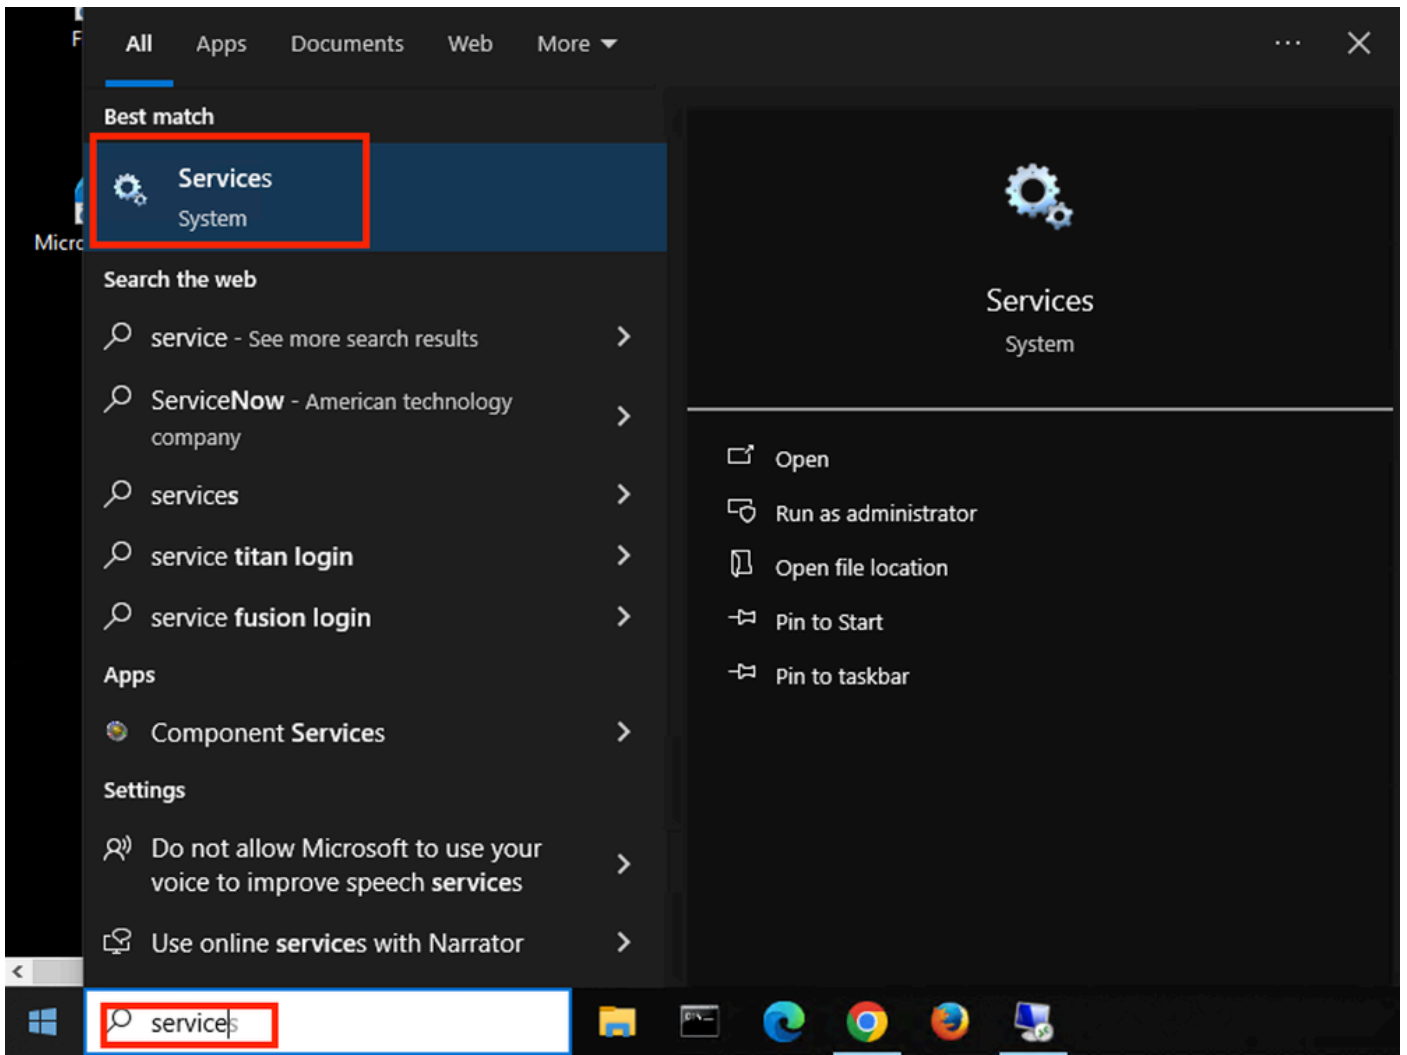 F
Micro
All Apps Documents Web More
Best match
Services
System
Search the web
service - See more search results
ServiceNow - American technology
company
services
service titan login
service fusion login
Apps
Component Services
Settings
Do not allow Microsoft to use your
voice to improve speech services
Use online services with Narrator
services
Services
System
Open
Run as administrator
Open file location
Pin to Start
Pin to taskbar